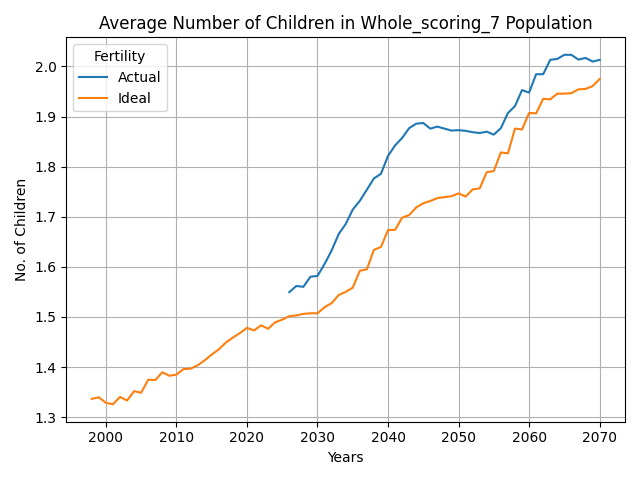 Average Number of Children in Whole_scoring_7 Population
Fertility
Actual
Ideal
No. of Children
2.0
1.9
1.8
1.7
1.6
1.5
1.4
1.3
2000 2010 2020 2030 2040 2050 2060 2070
Years